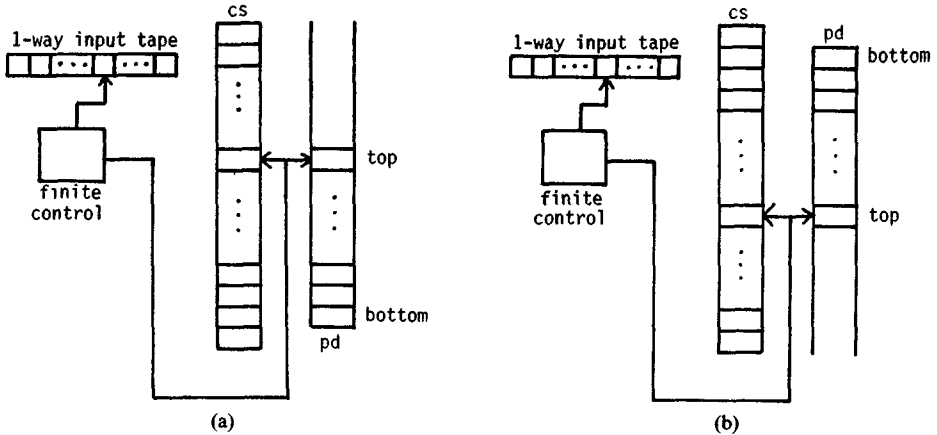 cs
1-way input tape
top
finite
control
bottom
pd
(a)
cs
pd
1-way input tape
bottom
top
finite
control
(b)